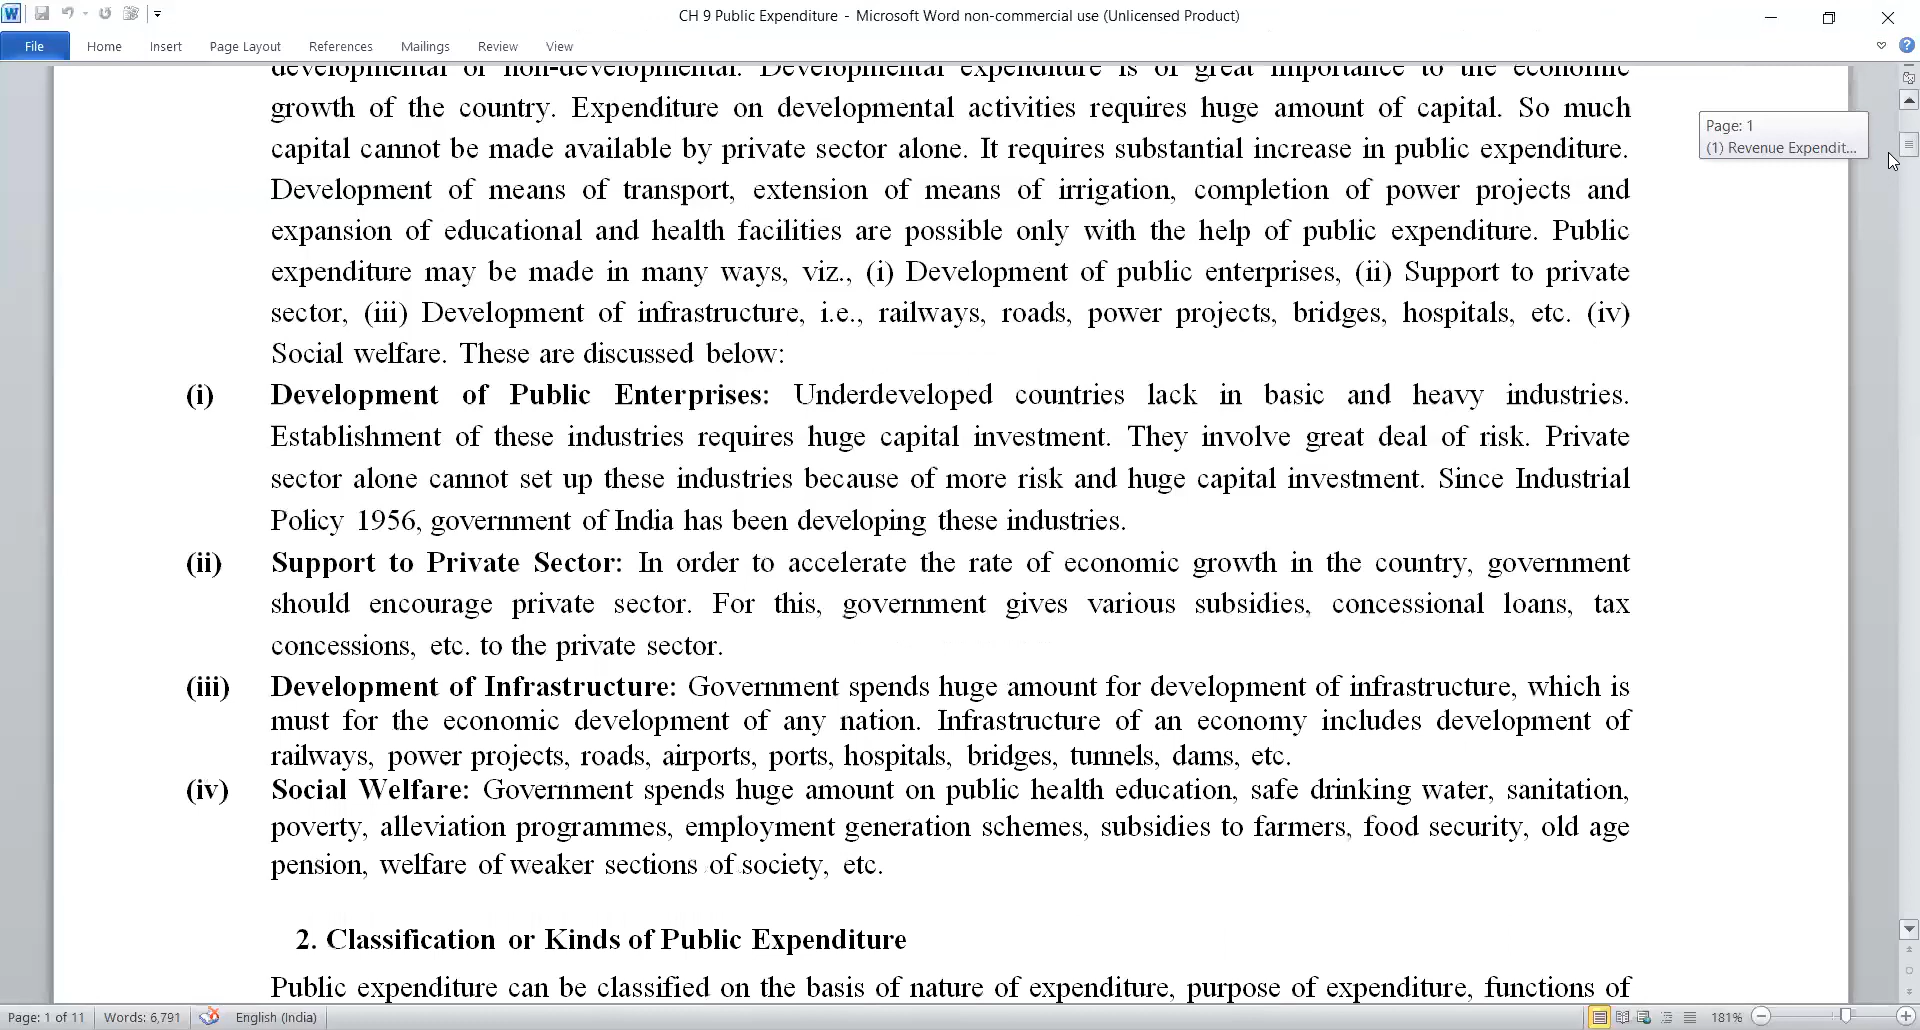 CH 9 Public Expenditure - Microsoft Word non-commercial use (Unlicensed Product)
File Home Insert Page Layout References Mailings Review View
developmental or non-developmental. Developmental expenditure is of great importance to the economic
growth of the country. Expenditure on developmental activities requires huge amount of capital. So much
capital cannot be made available by private sector alone. It requires substantial increase in public expenditure.
Development of means of transport, extension of means of irrigation, completion of power projects and
expansion of educational and health facilities are possible only with the help of public expenditure. Public
expenditure may be made in many ways, viz., (i) Development of public enterprises, (ii) Support to private
sector, (iii) Development of infrastructure, i.e., railways, roads, power projects, bridges, hospitals, etc. (iv)
Social welfare. These are discussed below:
(i) Development of Public Enterprises: Underdeveloped countries lack in basic and heavy industries.
Establishment of these industries requires huge capital investment. They involve great deal of risk. Private
sector alone cannot set up these industries because of more risk and huge capital investment. Since Industrial
Policy 1956, government of India has been developing these industries.
(ii) Support to Private Sector: In order to accelerate the rate of economic growth in the country, government
should encourage private sector. For this, government gives various subsidies, concessional loans, tax
concessions, etc. to the private sector.
(iii) Development of Infrastructure: Government spends huge amount for development of infrastructure, which is
must for the economic development of any nation. Infrastructure of an economy includes development of
railways, power projects, roads, airports, ports, hospitals, bridges, tunnels, dams, etc.
(iv) Social Welfare: Government spends huge amount on public health education, safe drinking water, sanitation,
poverty, alleviation programmes, employment generation schemes, subsidies to farmers, food security, old age
pension, welfare of weaker sections of society, etc.
2. Classification or Kinds of Public Expenditure
Public expenditure can be classified on the basis of nature of expenditure, purpose of expenditure, functions of
Page: 1
(1) Revenue Expendit...
Page: 1 of 11 Words: 6,791 English (India) 181%